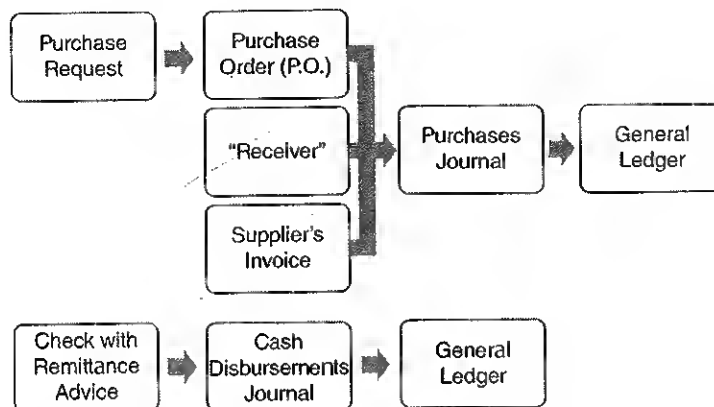 Purchase
Request
Purchase
Order (P.O.)
"Receiver"
Supplier's
Invoice
Purchases
Journal
General
Ledger
Check with
Remittance
Advice
Cash
Disbursements
Journal
General
Ledger